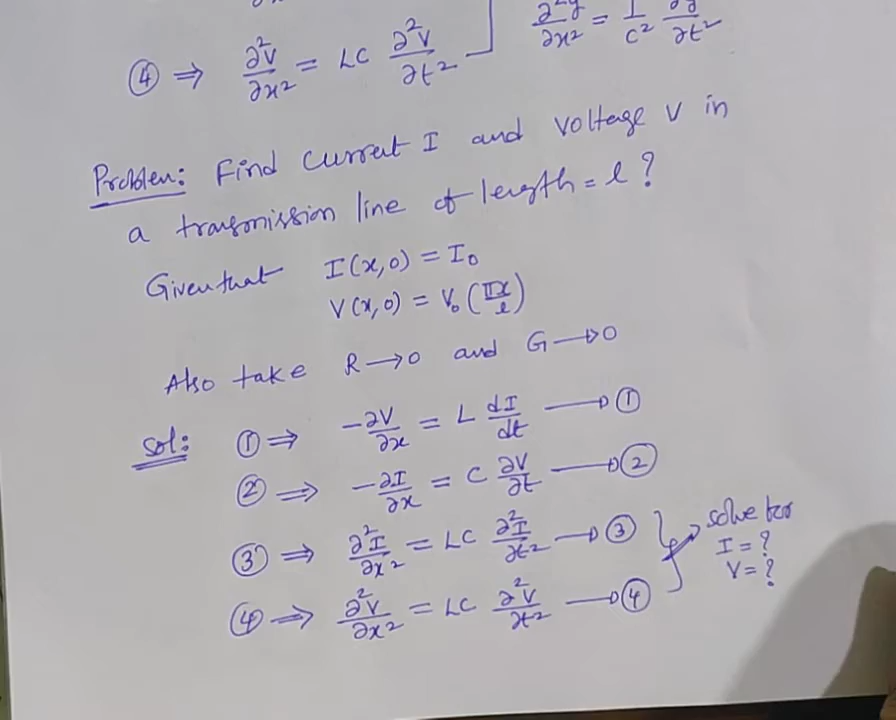 ∂²y/∂x² = 1/c² ∂y/∂t²
④ ⇒ ∂²V/∂x² = LC ∂²V/∂t²
Problem: Find current I and voltage V in
a transmission line of length = l ?
Given that I(x,0) = I₀
V(x,0) = V₀ (πx/l)
Also take R→0 and G→0
Sol: ① ⇒ -∂V/∂x = L dI/dt → ①
② ⇒ -∂I/∂x = C ∂V/∂t → ②
③ ⇒ ∂²I/∂x² = LC ∂²I/∂t² → ③
④ ⇒ ∂²V/∂x² = LC ∂²V/∂t² → ④
solve for
I = ?
V = ?